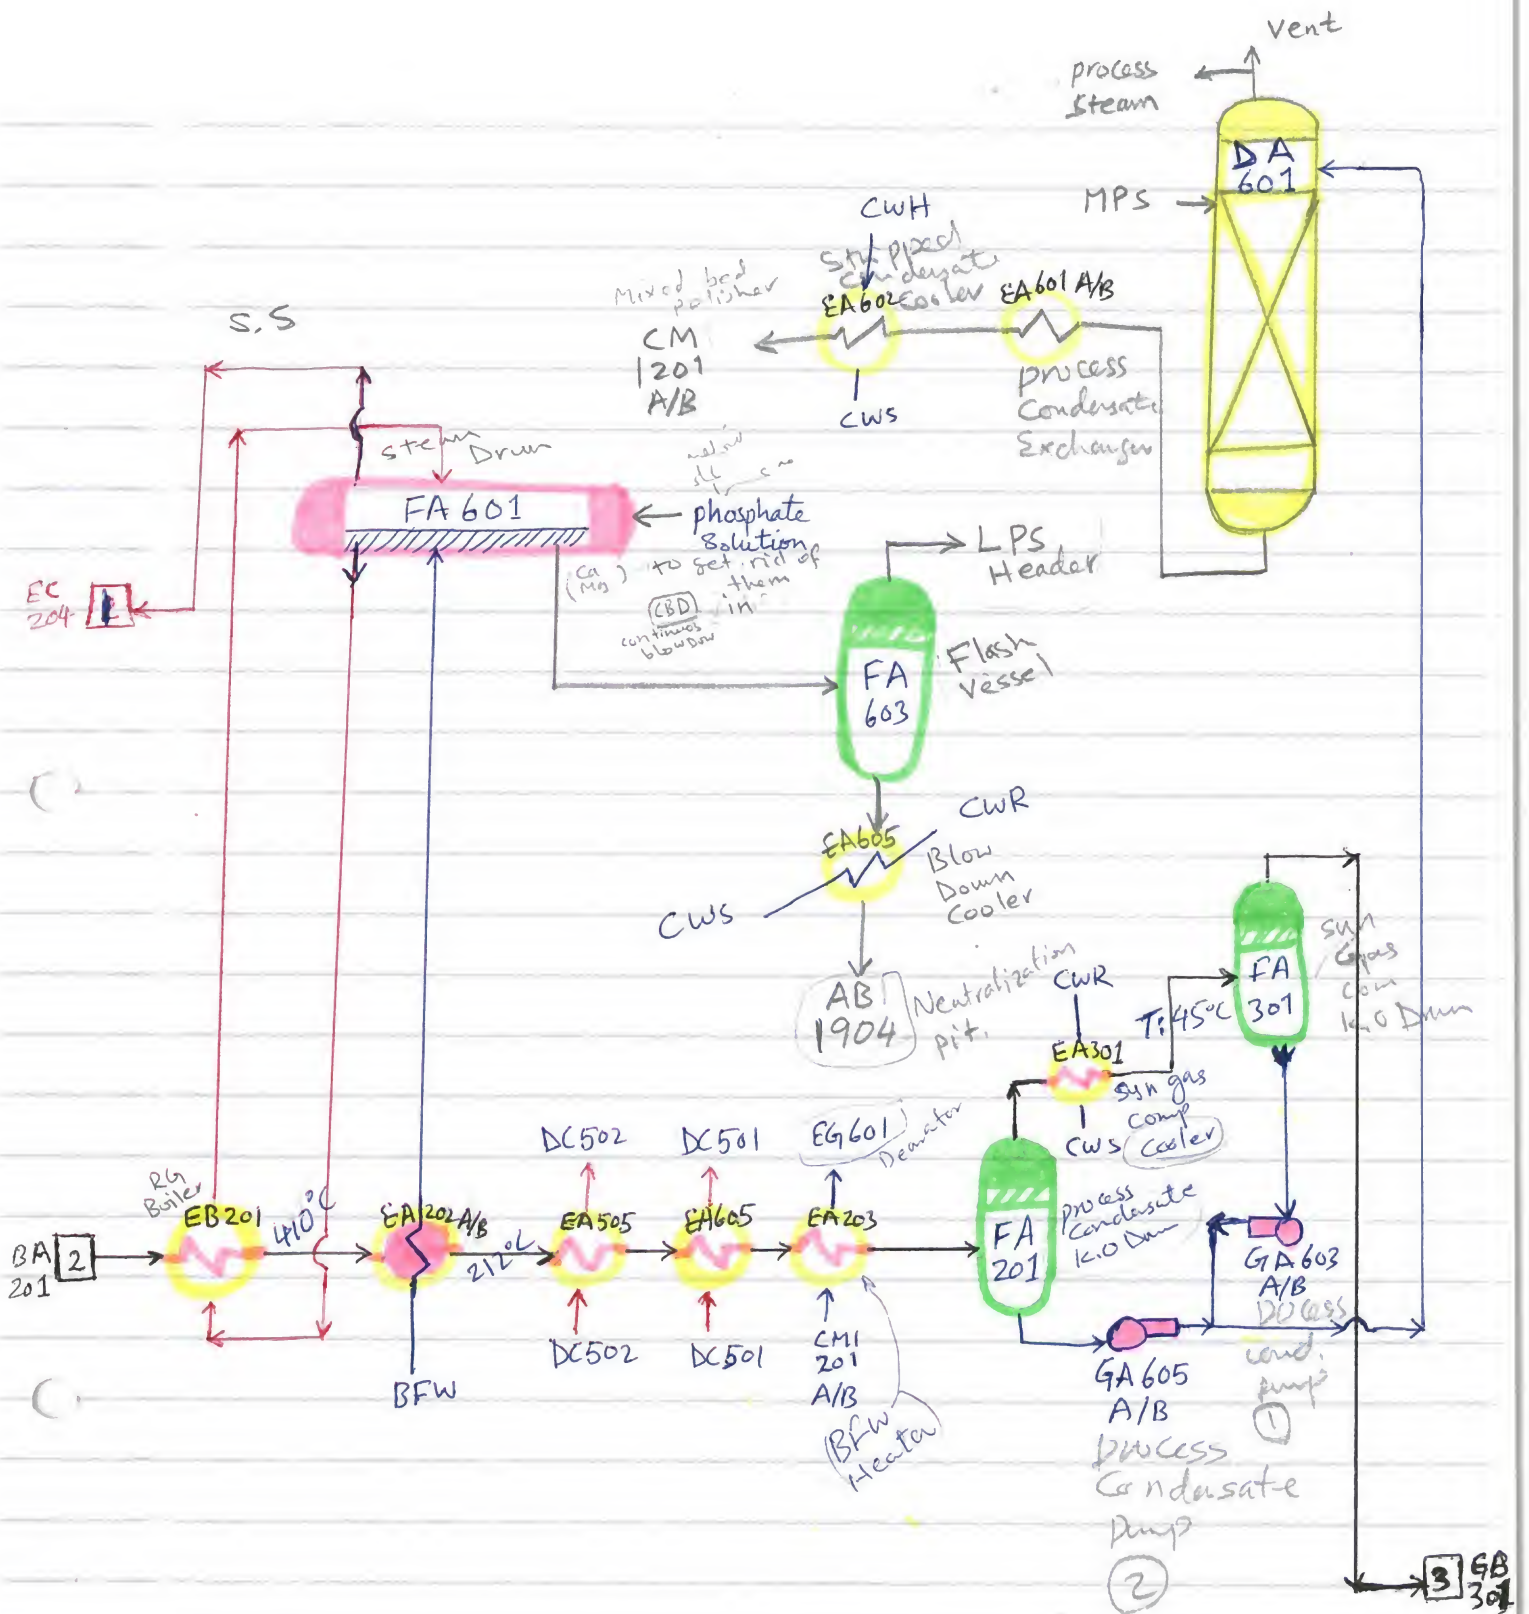 Vent
process
steam
DA
601
MPS
CWH
Stripped
Condensate
Cooler
EA602
EA601 A/B
Mixed bed
polisher
CM
1201
A/B
CWS
process
Condensate
Exchanger
S.S
steam
Drum
FA 601
phosphate
Solution
(Ca
Mg) to get rid of
them
in
(CBD)
continuos
blowDow
EC
204
1
LPS
Header
FA
603
Flash
Vessel
CWR
EA605
Blow
Down
Cooler
CWS
AB
1904
Neutralization
pit.
CWR
T: 45°C
FA
301
syn
Gas
com
k.O Drum
EA301
syn gas
comp
cooler
CWS
DC502
DC501
EG601
Deaerator
RG
Boiler
EB201
410°C
EA202 A/B
212°C
EA505
EA605
EA203
BA
201
2
FA
201
process
Condensate
k.O Drum
GA603
A/B
process
cond.
pump
1
DC502
DC501
CM1
201
A/B
BFW
(BFW
Heater
GA605
A/B
process
Condensate
Pump
2
3
GB
301